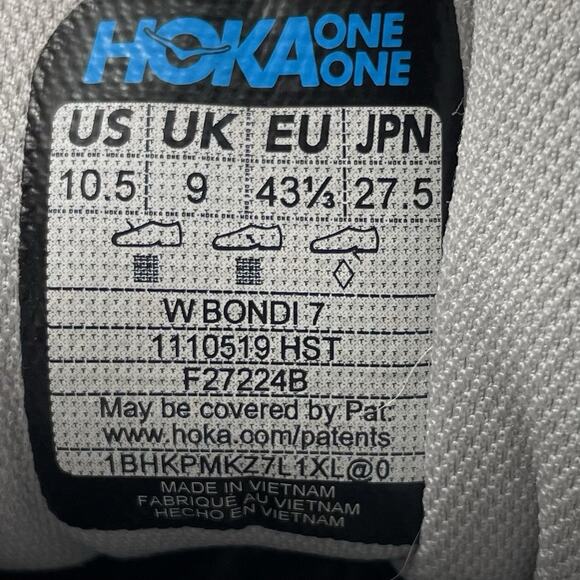 HOKA ONE ONE
US UK EU JPN
10.5 9 43⅓ 27.5
W BONDI 7
1110519 HST
F27224B
May be covered by Pat:
www.hoka.com/patents
1BHKPMKZ7L1XL@0
MADE IN VIETNAM
FABRIQUÉ AU VIETNAM
HECHO EN VIETNAM